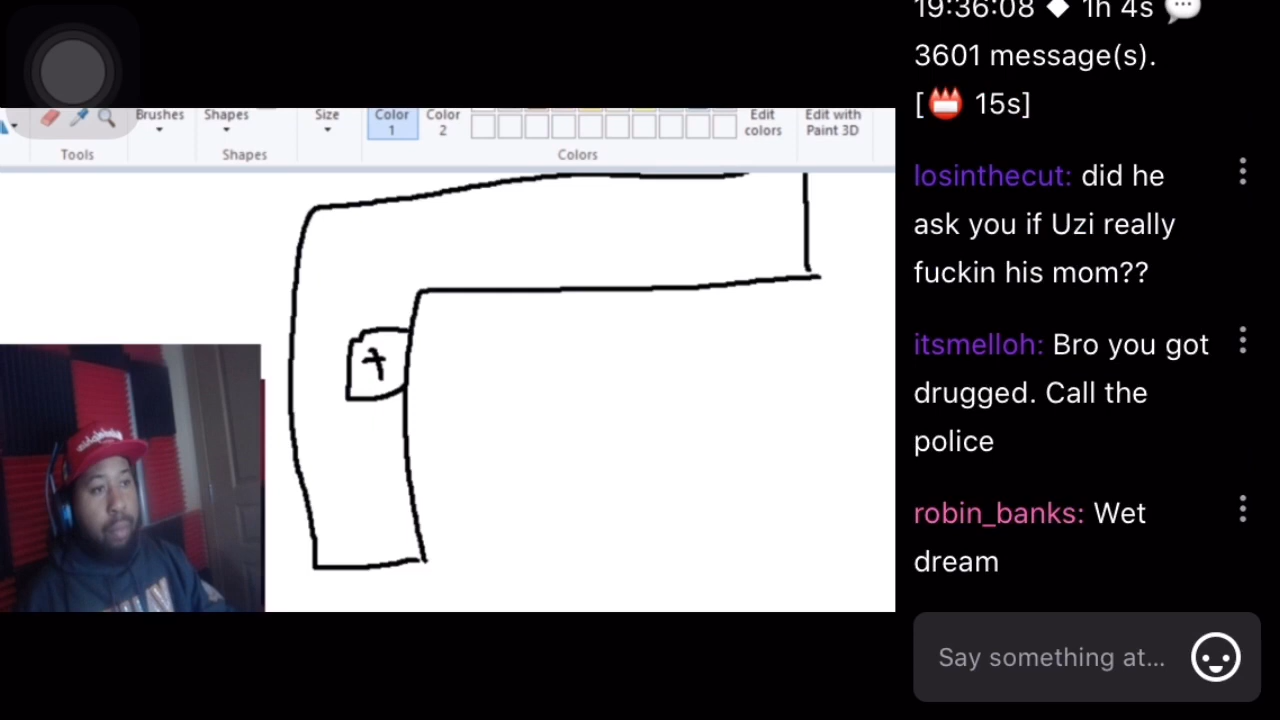 19:36:08 ◆ 1h 4s 💬
3601 message(s).
[📛 15s]
Brushes
Shapes
Size
Color
1
Color
2
Edit
colors
Edit with
Paint 3D
Tools
Shapes
Colors
losinthecut: did he
ask you if Uzi really
fuckin his mom??
itsmelloh: Bro you got
drugged. Call the
police
robin_banks: Wet
dream
Say something at...